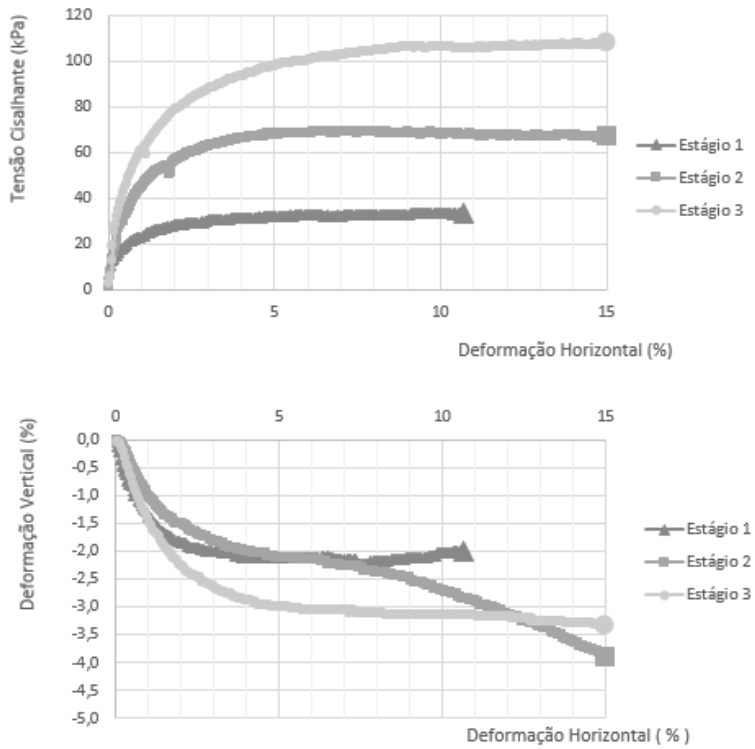 Tensão Cisalhante (kPa)
120
100
80
60
40
20
0
0 5 10 15
Deformação Horizontal (%)
Estágio 1
Estágio 2
Estágio 3
Deformação Vertical (%)
0 5 10 15
0,0
-0,5
-1,0
-1,5
-2,0
-2,5
-3,0
-3,5
-4,0
-4,5
-5,0
Deformação Horizontal ( % )
Estágio 1
Estágio 2
Estágio 3